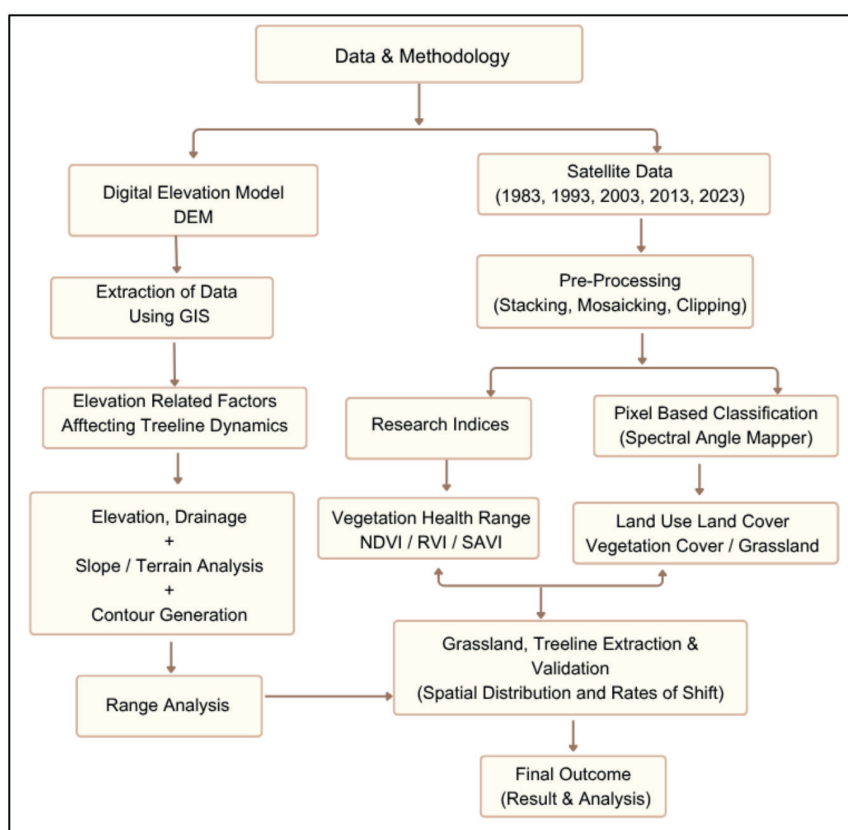 Data & Methodology
Digital Elevation Model
DEM
Satellite Data
(1983, 1993, 2003, 2013, 2023)
Extraction of Data
Using GIS
Pre-Processing
(Stacking, Mosaicking, Clipping)
Elevation Related Factors
Afftecting Treeline Dynamics
Research Indices
Pixel Based Classification
(Spectral Angle Mapper)
Elevation, Drainage
+
Slope / Terrain Analysis
+
Contour Generation
Vegetation Health Range
NDVI / RVI / SAVI
Land Use Land Cover
Vegetation Cover / Grassland
Range Analysis
Grassland, Treeline Extraction &
Validation
(Spatial Distribution and Rates of Shift)
Final Outcome
(Result & Analysis)